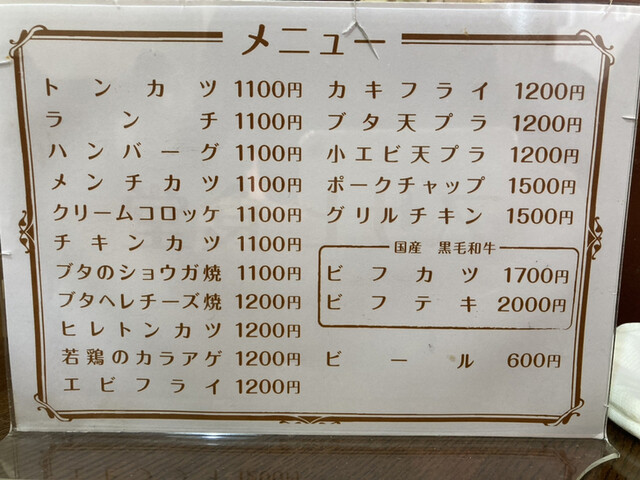 メニュー
トンカツ 1100円
ランチ 1100円
ハンバーグ 1100円
メンチカツ 1100円
クリームコロッケ 1100円
チキンカツ 1100円
ブタのショウガ焼 1100円
ブタヘレチーズ焼 1200円
ヒレトンカツ 1200円
若鶏のカラアゲ 1200円
エビフライ 1200円
カキフライ 1200円
ブタ天プラ 1200円
小エビ天プラ 1200円
ポークチャップ 1500円
グリルチキン 1500円
国産 黒毛和牛
ビフカツ 1700円
ビフテキ 2000円
ビール 600円